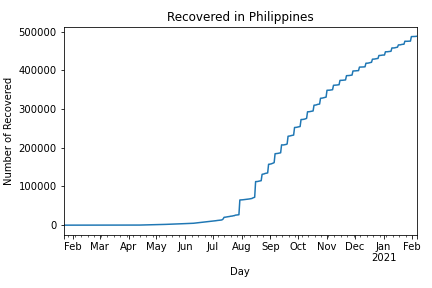 Recovered in Philippines
500000
400000
300000
200000
100000
0
Number of Recovered
Feb Mar Apr May Jun Jul Aug Sep Oct Nov Dec Jan Feb
2021
Day